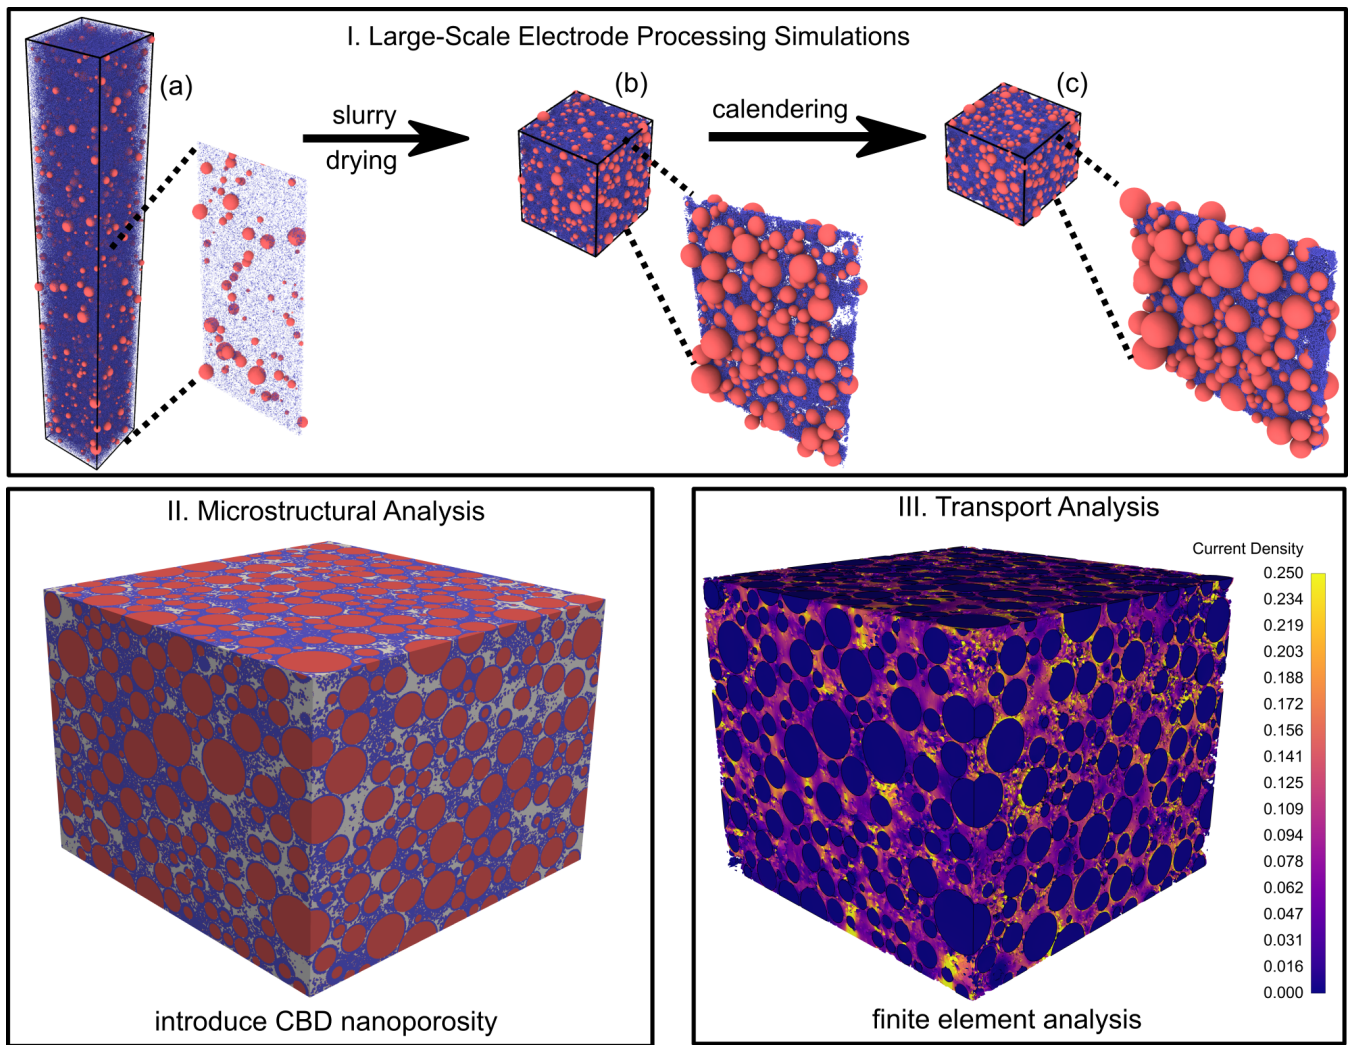 I. Large-Scale Electrode Processing Simulations
(a)
slurry
drying
(b)
calendering
(c)
II. Microstructural Analysis
introduce CBD nanoporosity
III. Transport Analysis
Current Density
0.250
0.234
0.219
0.203
0.188
0.172
0.156
0.141
0.125
0.109
0.094
0.078
0.062
0.047
0.031
0.016
0.000
finite element analysis